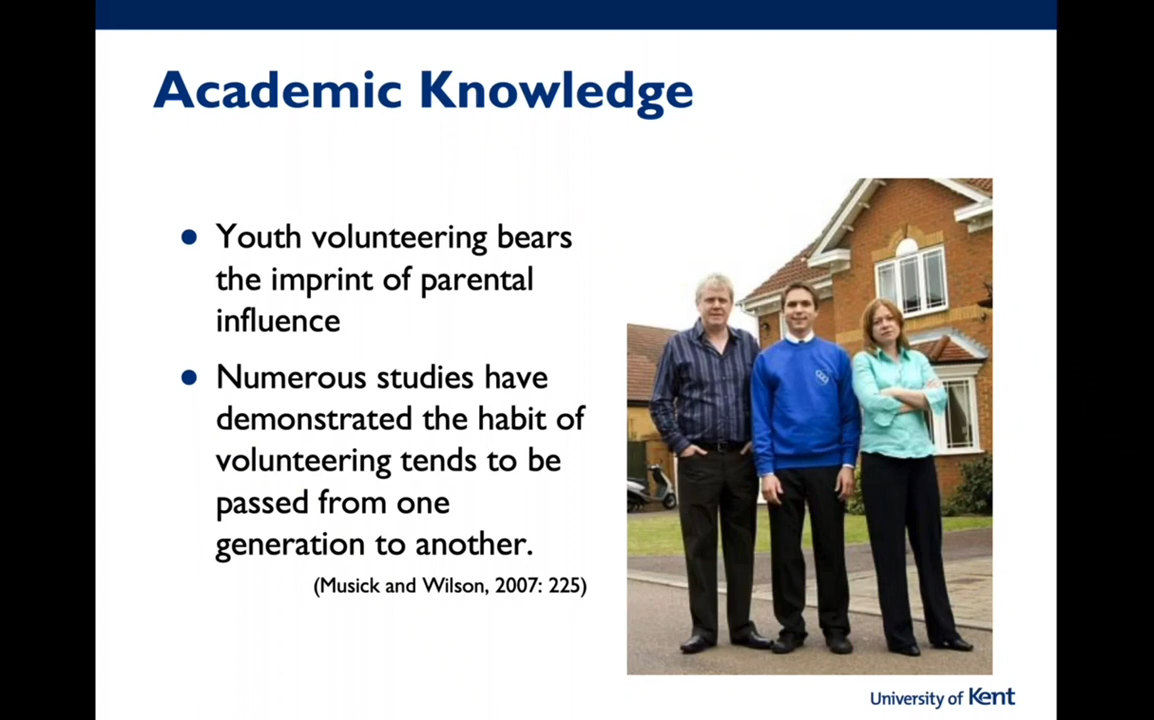 Academic Knowledge
Youth volunteering bears
the imprint of parental
influence
Numerous studies have
demonstrated the habit of
volunteering tends to be
passed from one
generation to another.
(Musick and Wilson, 2007: 225)
University of Kent